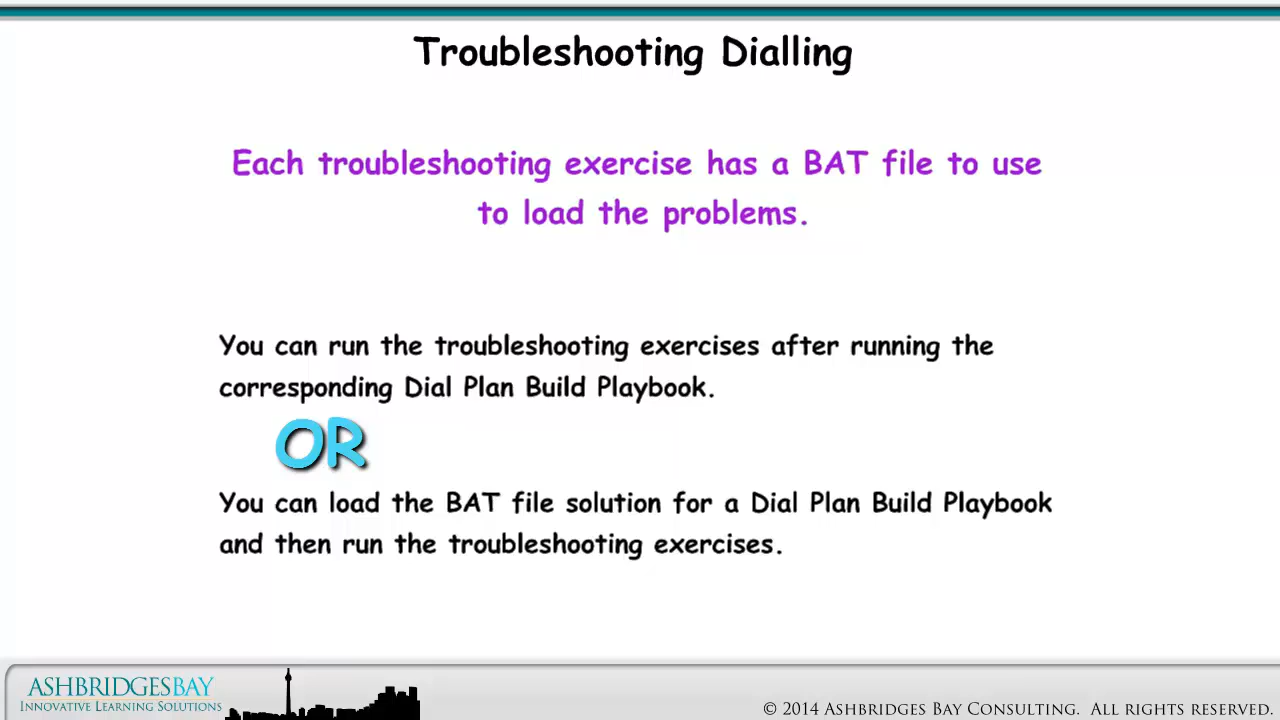 Troubleshooting Dialling
Each troubleshooting exercise has a BAT file to use
to load the problems.
You can run the troubleshooting exercises after running the
corresponding Dial Plan Build Playbook.
OR
You can load the BAT file solution for a Dial Plan Build Playbook
and then run the troubleshooting exercises.
ASHBRIDGESBAY
INNOVATIVE LEARNING SOLUTIONS
© 2014 ASHBRIDGES BAY CONSULTING. ALL RIGHTS RESERVED.